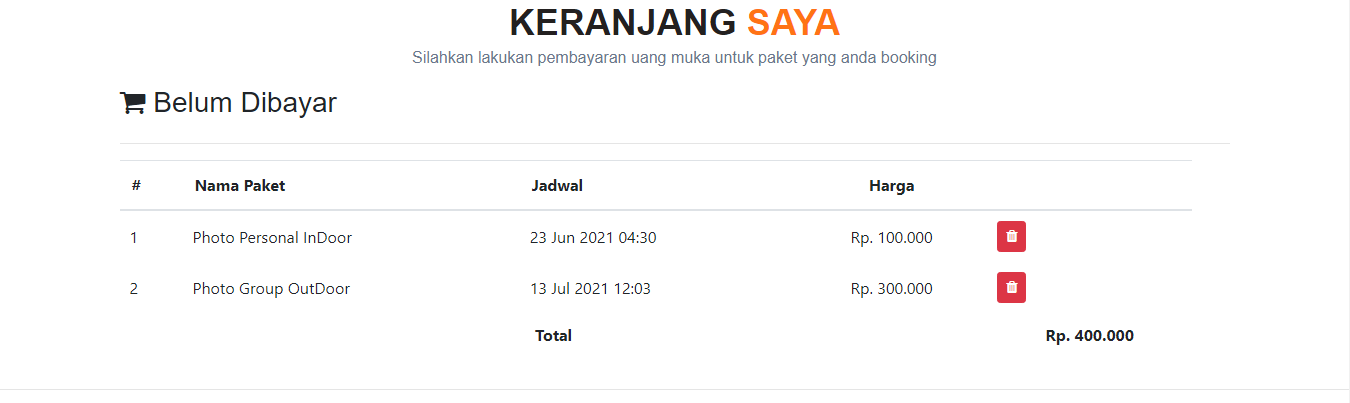 KERANJANG SAYA
Silahkan lakukan pembayaran uang muka untuk paket yang anda booking
Belum Dibayar
# Nama Paket Jadwal Harga
1 Photo Personal InDoor 23 Jun 2021 04:30 Rp. 100.000
2 Photo Group OutDoor 13 Jul 2021 12:03 Rp. 300.000
Total Rp. 400.000